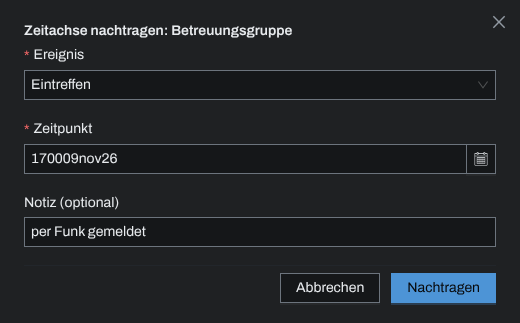 Zeitachse nachtragen: Betreuungsgruppe
* Ereignis
Eintreffen
* Zeitpunkt
170009nov26
Notiz (optional)
per Funk gemeldet
Abbrechen Nachtragen